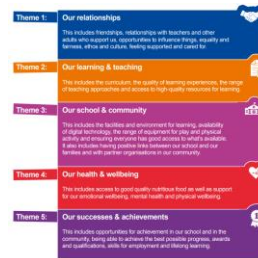 Theme 1:
Our relationships
This includes friendships, relationships with teachers and other
adults who support us, opportunities to influence things, equality and
fairness, ethos and culture, feeling supported and cared for.
Theme 2:
Our learning & teaching
This includes the curriculum, the quality of learning experiences, the range
of teaching approaches and access to high quality resources for learning.
Theme 3:
Our school & community
This includes the facilities and environment for learning, availability
of digital technology, the range of equipment for play and physical
activity and ensuring everyone has good access to what's available.
It also includes having positive links between our school and our
families and with partner organisations in our community.
Theme 4:
Our health & wellbeing
This includes access to good quality nutritious food as well as support
for our emotional wellbeing, mental health and physical wellbeing.
Theme 5:
Our successes & achievements
This includes opportunities for achievement in our school and in the
community, being able to achieve the best possible progress, awards
and qualifications, skills for employment and lifelong learning.